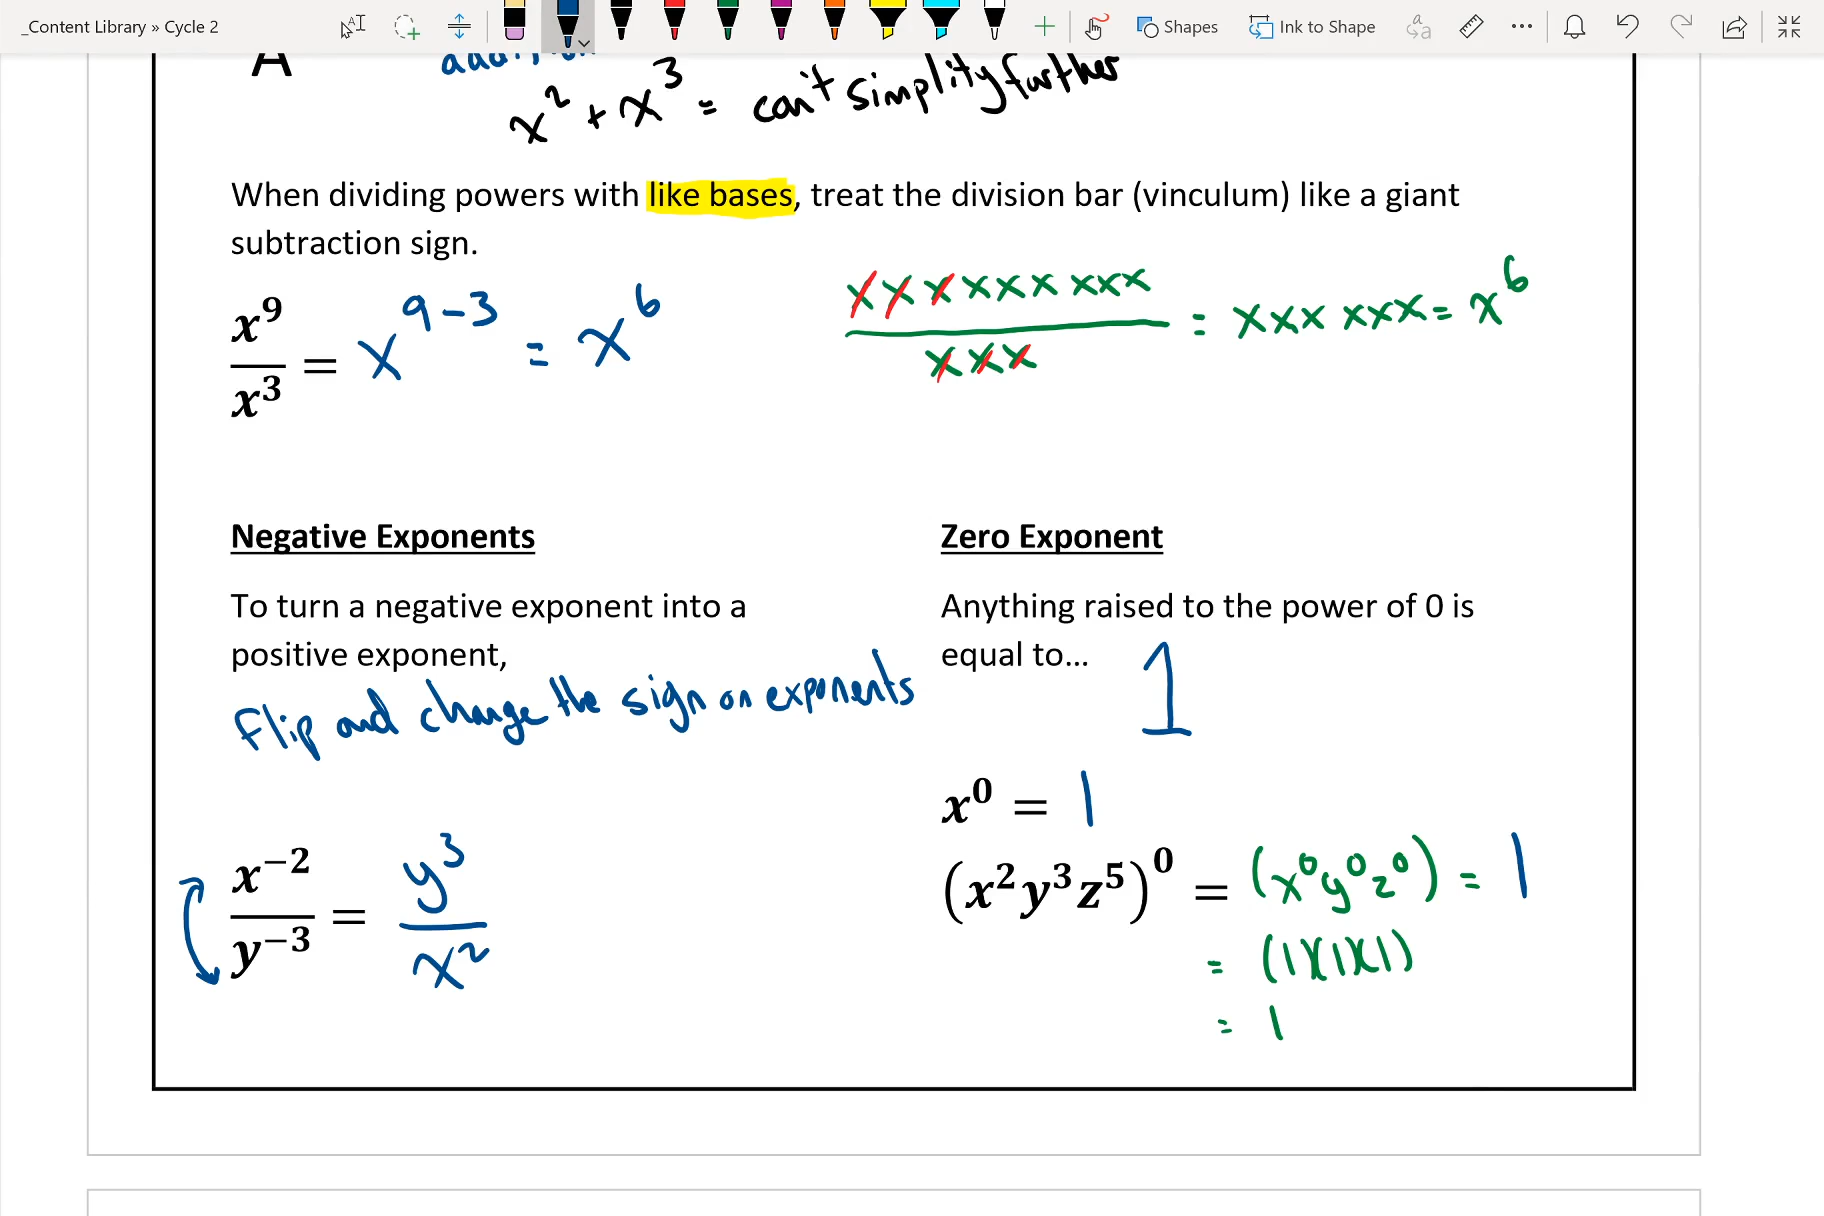 _Content Library » Cycle 2
Shapes
Ink to Shape
A
addition
x² + x³ = can't simplify further
When dividing powers with like bases, treat the division bar (vinculum) like a giant
subtraction sign.
x⁹/x³ = x⁹⁻³ = x⁶
xxxxxxxxx/xxx = xxxxxx = x⁶
Negative Exponents
To turn a negative exponent into a
positive exponent,
Flip and change the sign on exponents
x⁻²/y⁻³ = y³/x²
Zero Exponent
Anything raised to the power of 0 is
equal to... 1
x⁰ = 1
(x²y³z⁵)⁰ = (x⁰y⁰z⁰) = 1
= (1)(1)(1)
= 1